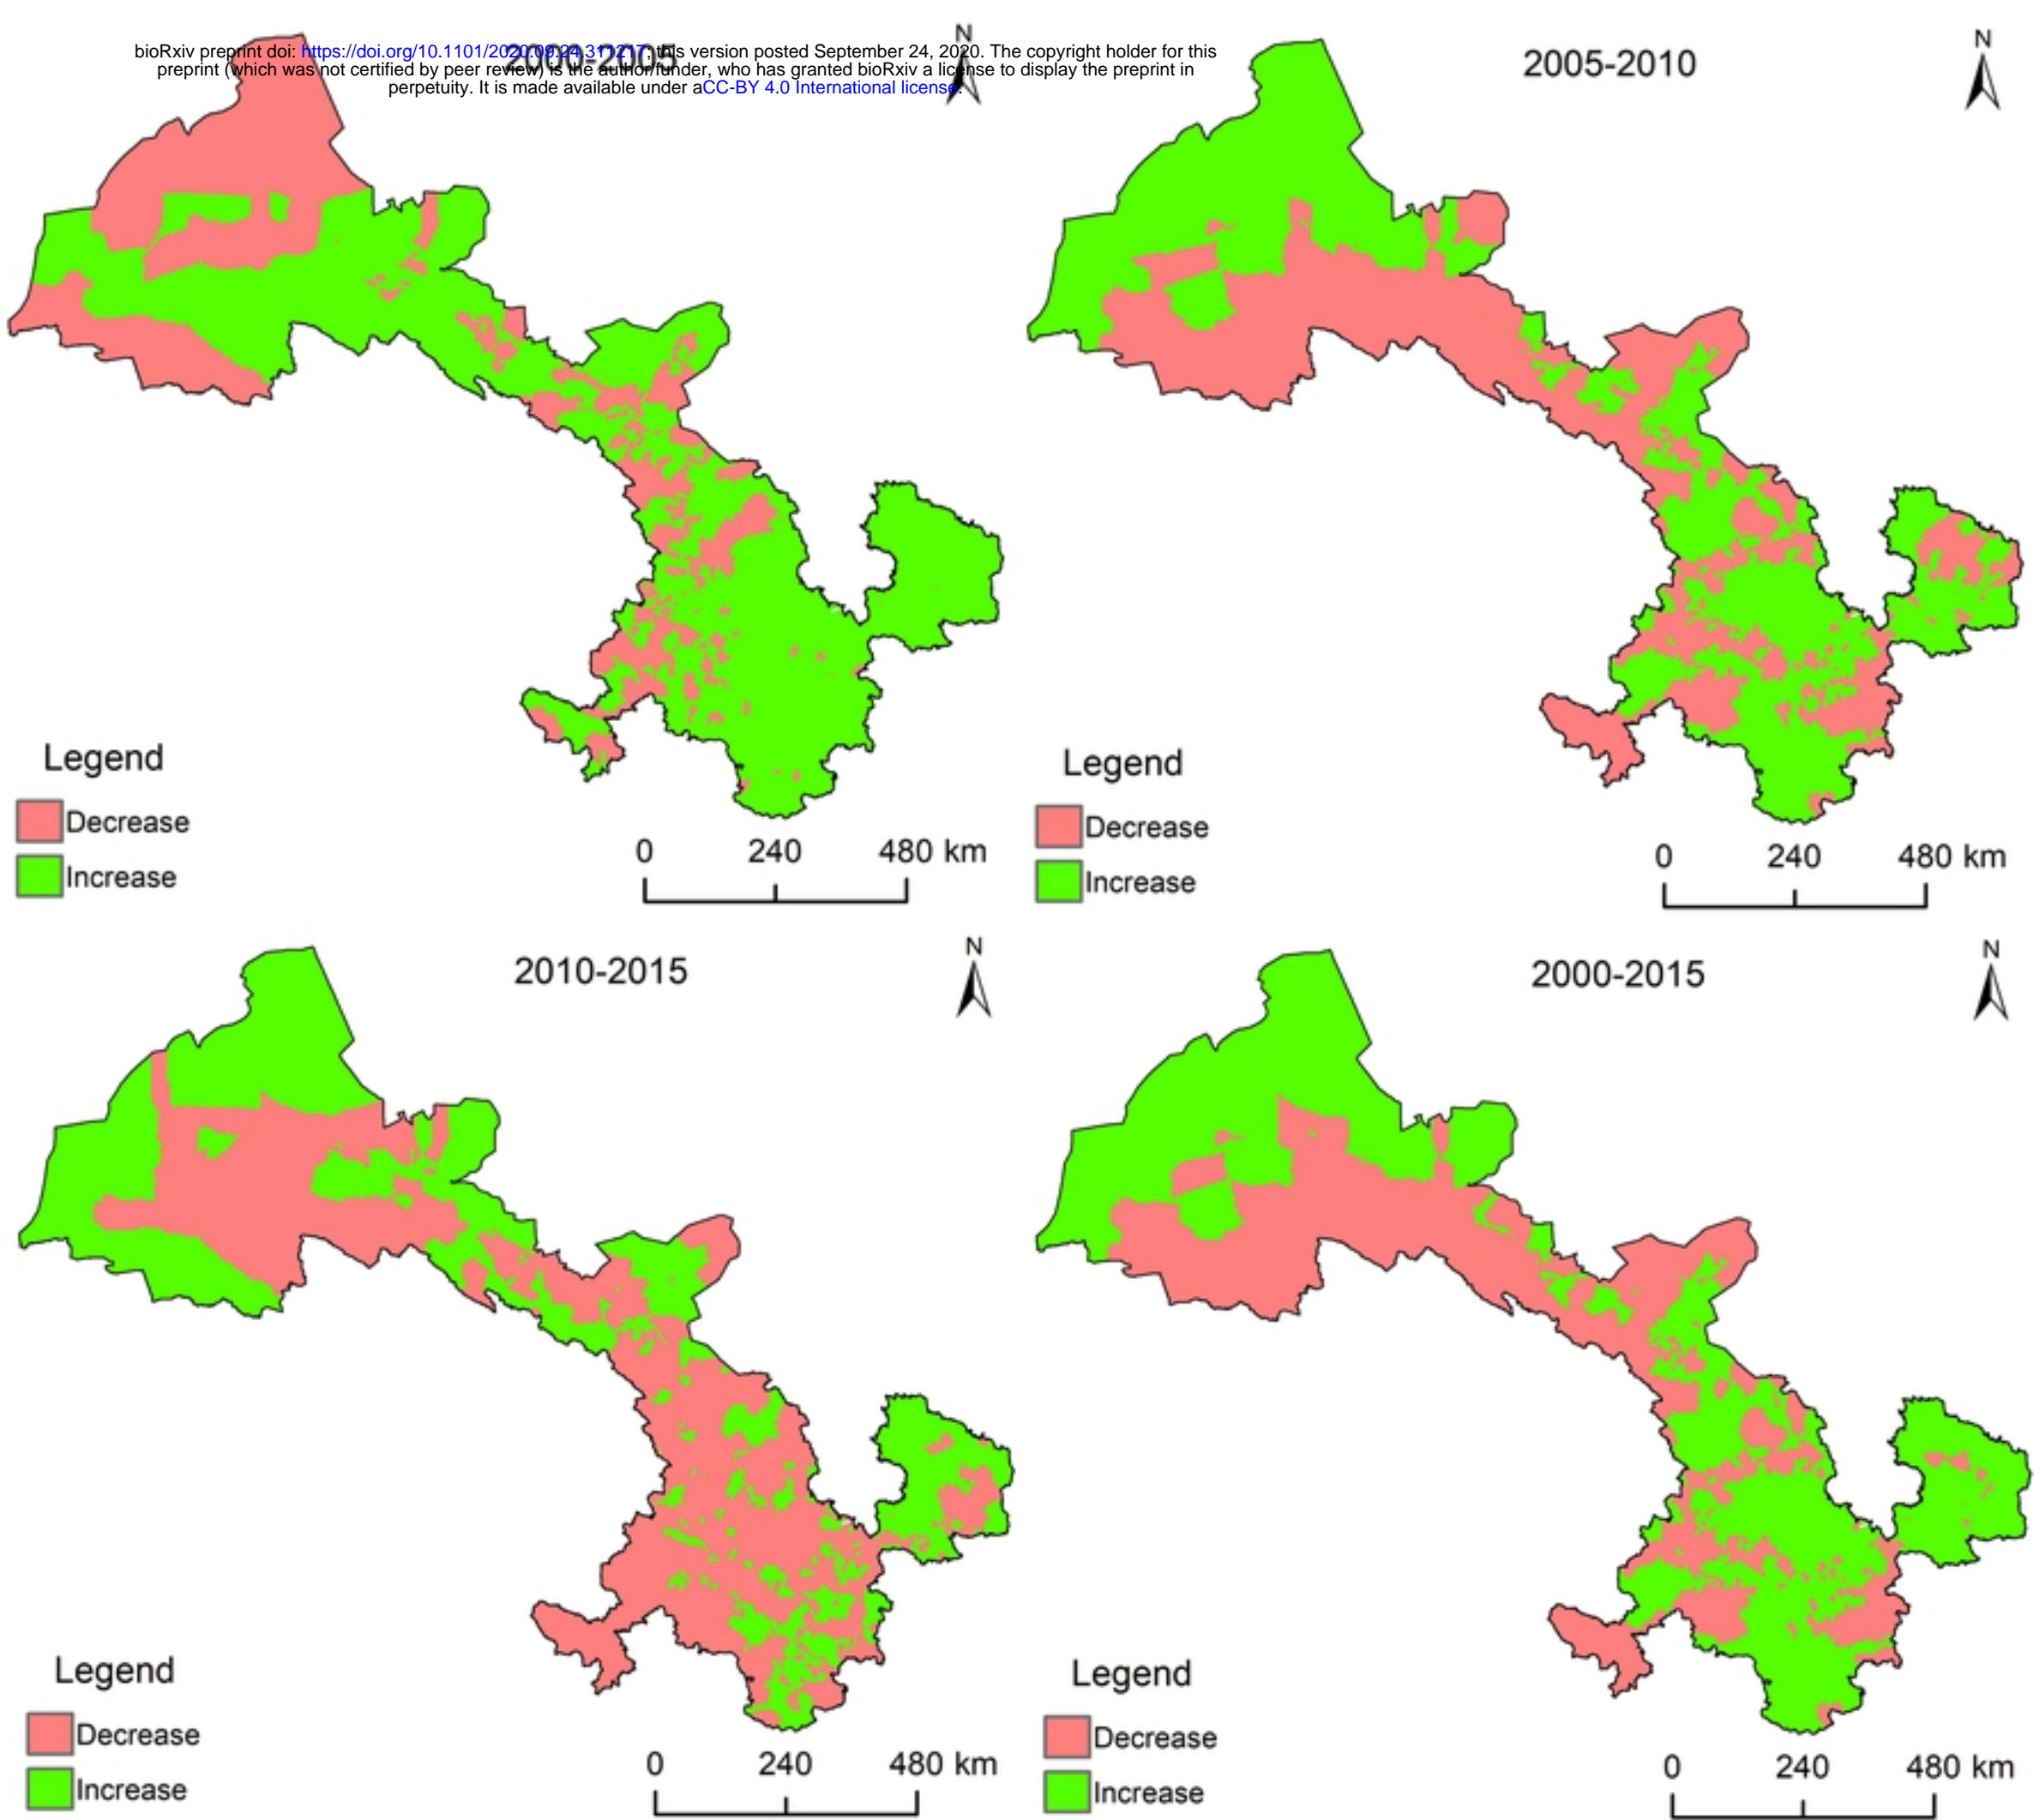 bioRxiv preprint doi: https://doi.org/10.1101/2020.09.24.311217; this version posted September 24, 2020. The copyright holder for this
preprint (which was not certified by peer review) is the author/funder, who has granted bioRxiv a license to display the preprint in
perpetuity. It is made available under aCC-BY 4.0 International license.
2000-2005
N
Legend
Decrease
Increase
0 240 480 km
2005-2010
N
Legend
Decrease
Increase
0 240 480 km
2010-2015
N
Legend
Decrease
Increase
0 240 480 km
2000-2015
N
Legend
Decrease
Increase
0 240 480 km